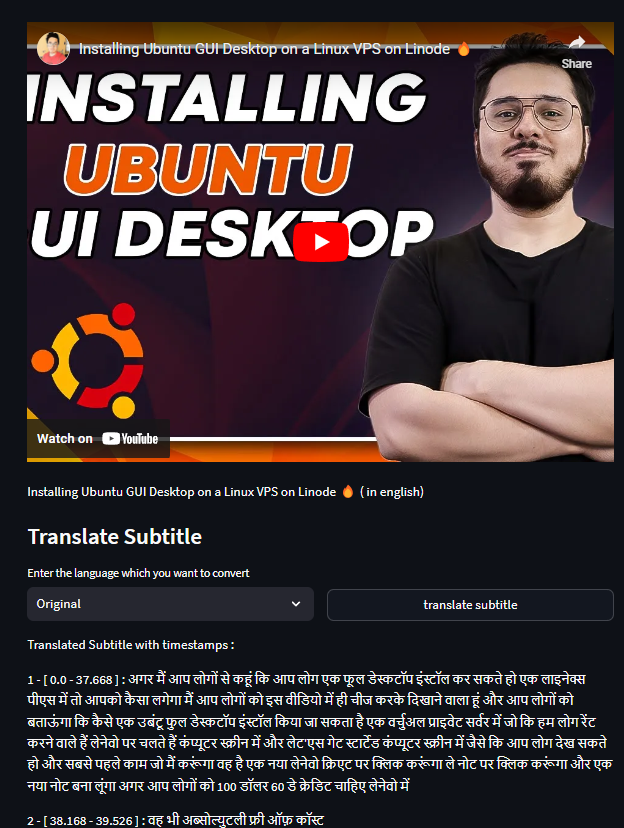 Installing Ubuntu GUI Desktop on a Linux VPS on Linode 🔥
Share
INSTALLING
UBUNTU
UI DESKTOP
Watch on YouTube
Installing Ubuntu GUI Desktop on a Linux VPS on Linode 🔥 ( in english)
Translate Subtitle
Enter the language which you want to convert
Original
translate subtitle
Translated Subtitle with timestamps :
1 - [ 0.0 - 37.668 ] : अगर मैं आप लोगों से कहूं कि आप लोग एक फूल डेस्कटॉप इंस्टॉल कर सकते हो एक लाइनेक्स
पीएस में तो आपको कैसा लगेगा मैं आप लोगों को इस वीडियो में ही चीज करके दिखाने वाला हूं और आप लोगों को
बताऊंगा कि कैसे एक उबंटू फुल डेस्कटॉप इंस्टॉल किया जा सकता है एक वर्चुअल प्राइवेट सर्वर में जो कि हम लोग रेंट
करने वाले हैं लेनेवो पर चलते हैं कंप्यूटर स्क्रीन में और लेट'एस गेट स्टार्टेड कंप्यूटर स्क्रीन में जैसे कि आप लोग देख सकते
हो और सबसे पहले काम जो मैं करूंगा वह है एक नया लेनेवो क्रिएट पर क्लिक करूंगा ले नोट पर क्लिक करूंगा और एक
नया नोट बना लूंगा अगर आप लोगों को 100 डॉलर 60 डे क्रेडिट चाहिए लेनेवो में
2 - [ 38.168 - 39.526 ] : वह भी अब्सोल्युटली फ्री ऑफ़ कॉस्ट